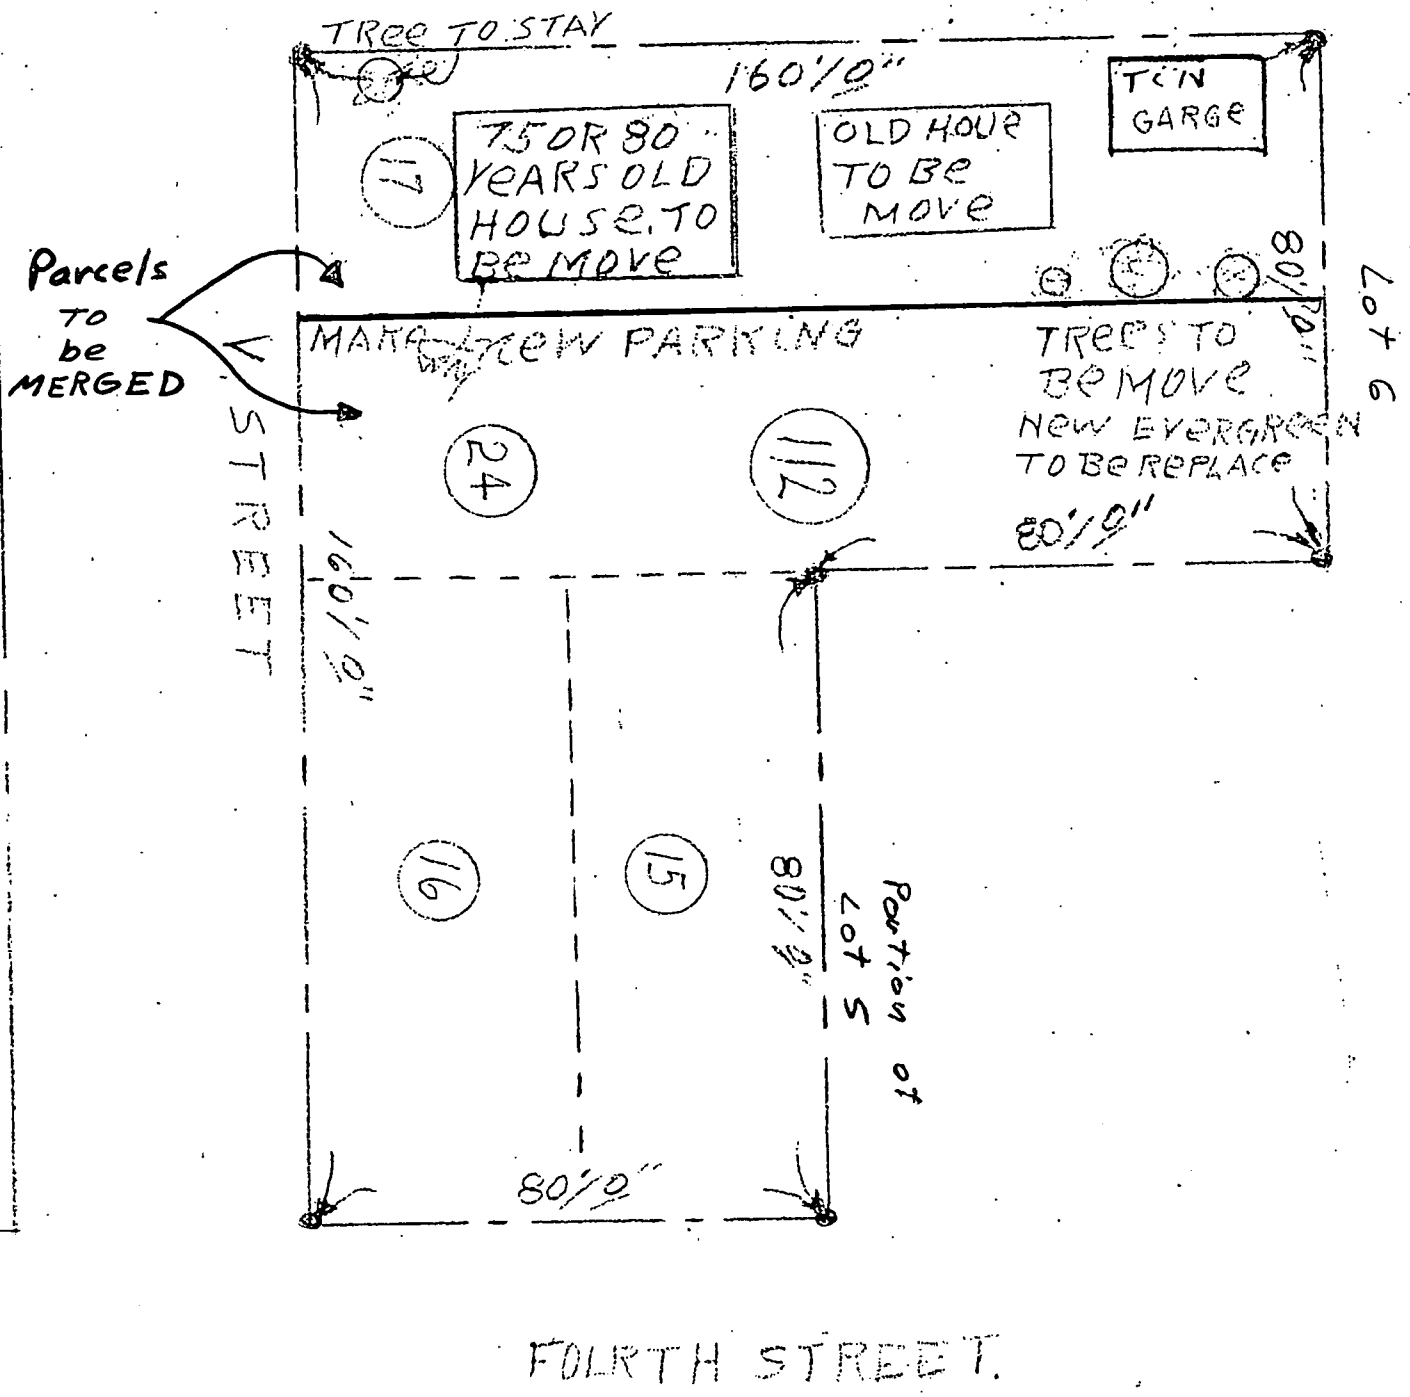 TRee TO STAY
160'/0"
TCIN
GARGe
17
75 OR 80
YeARS OLD
HOUSe. TO
Be MOVe
OLD HOUe
TO Be
MOVe
80'/0"
Lot 6
Parcels
TO
be
MERGED
V STREET
NeW PARKING
TRees TO
Be MOVe
NeW EVeRGReeN
TO Be RePLACe
24
112
80'/0"
160'/0"
16
15
80'/0"
Portion of
Lot 5
80'/0"
FOURTH STREET.